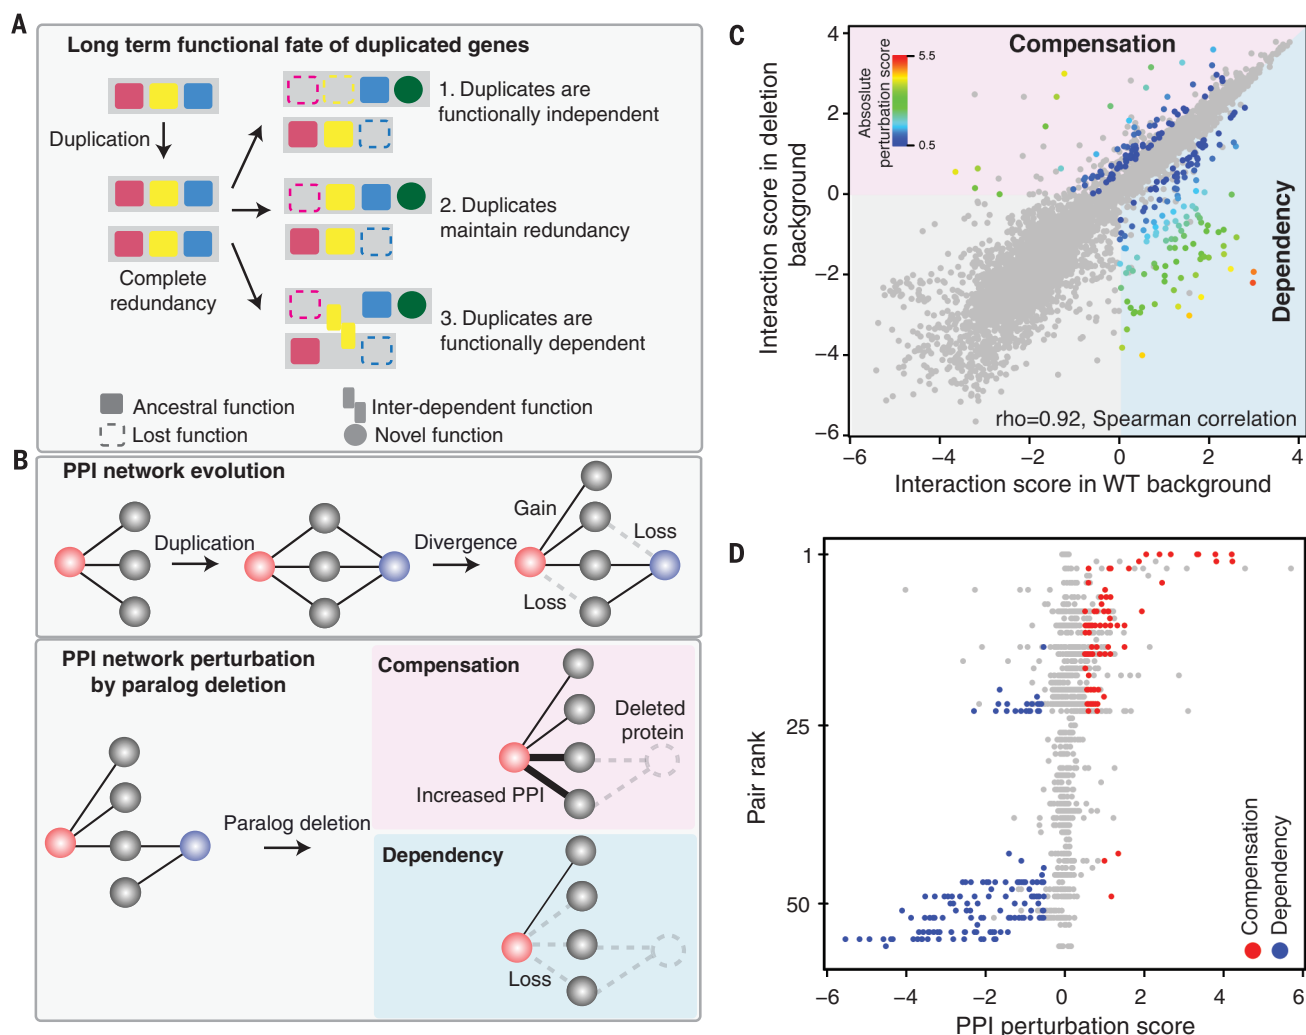 A
Long term functional fate of duplicated genes
Duplication
Complete
redundancy
1. Duplicates are
functionally independent
2. Duplicates
maintain redundancy
3. Duplicates are
functionally dependent
Ancestral function
Inter-dependent function
Lost function
Novel function
B
PPI network evolution
Duplication
Divergence
Gain
Loss
Loss
PPI network perturbation
by paralog deletion
Paralog deletion
Compensation
Deleted
protein
Increased PPI
Dependency
Loss
C
Compensation
Dependency
Absoslute
perturbation score
5.5
0.5
Interaction score in deletion
background
4
2
0
−2
−4
−6
rho=0.92, Spearman correlation
−6
−4
−2
0
2
4
Interaction score in WT background
D
1
25
50
Pair rank
Compensation
Dependency
−6
−4
−2
0
2
4
6
PPI perturbation score